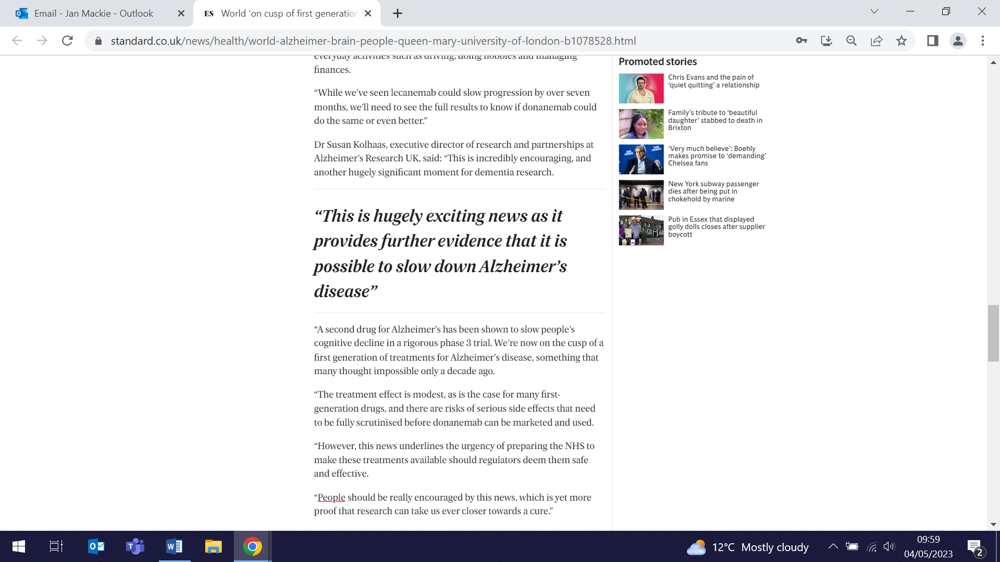 Email - Jan Mackie - Outlook
ES World ‘on cusp of first generation
standard.co.uk/news/health/world-alzheimer-brain-people-queen-mary-university-of-london-b1078528.html
everyday activities such as driving, doing hobbies and managing
finances.
“While we’ve seen lecanemab could slow progression by over seven
months, we’ll need to see the full results to know if donanemab could
do the same or even better.”
Dr Susan Kolhaas, executive director of research and partnerships at
Alzheimer’s Research UK, said: “This is incredibly encouraging, and
another hugely significant moment for dementia research.
“This is hugely exciting news as it
provides further evidence that it is
possible to slow down Alzheimer’s
disease”
“A second drug for Alzheimer’s has been shown to slow people’s
cognitive decline in a rigorous phase 3 trial. We’re now on the cusp of a
first generation of treatments for Alzheimer’s disease, something that
many thought impossible only a decade ago.
“The treatment effect is modest, as is the case for many first-
generation drugs, and there are risks of serious side effects that need
to be fully scrutinised before donanemab can be marketed and used.
“However, this news underlines the urgency of preparing the NHS to
make these treatments available should regulators deem them safe
and effective.
“People should be really encouraged by this news, which is yet more
proof that research can take us ever closer towards a cure.”
Promoted stories
Chris Evans and the pain of
‘quiet quitting’ a relationship
Family’s tribute to ‘beautiful
daughter’ stabbed to death in
Brixton
‘Very much believe’: Boehly
makes promise to ‘demanding’
Chelsea fans
New York subway passenger
dies after being put in
chokehold by marine
Pub in Essex that displayed
golly dolls closes after supplier
boycott
12°C Mostly cloudy
09:59
04/05/2023
2